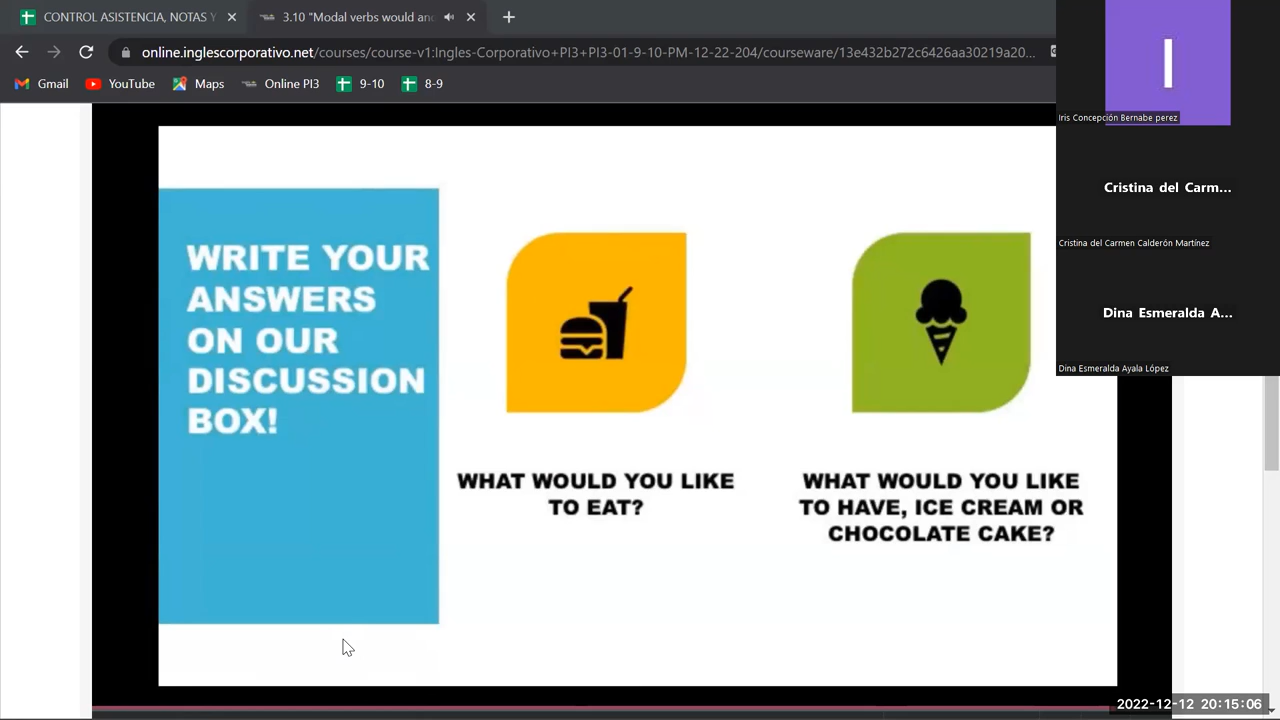 CONTROL ASISTENCIA, NOTAS Y
3.10 "Modal verbs would an
online.inglescorporativo.net/courses/course-v1:Ingles-Corporativo+PI3+PI3-01-9-10-PM-12-22-204/courseware/13e432b272c6426aa30219a20...
Gmail
YouTube
Maps
Online PI3
9-10
8-9
I
Iris Concepción Bernabe perez
Cristina del Carm...
Cristina del Carmen Calderón Martínez
Dina Esmeralda A...
Dina Esmeralda Ayala López
WRITE YOUR
ANSWERS
ON OUR
DISCUSSION
BOX!
WHAT WOULD YOU LIKE
TO EAT?
WHAT WOULD YOU LIKE
TO HAVE, ICE CREAM OR
CHOCOLATE CAKE?
2022-12-12 20:15:06